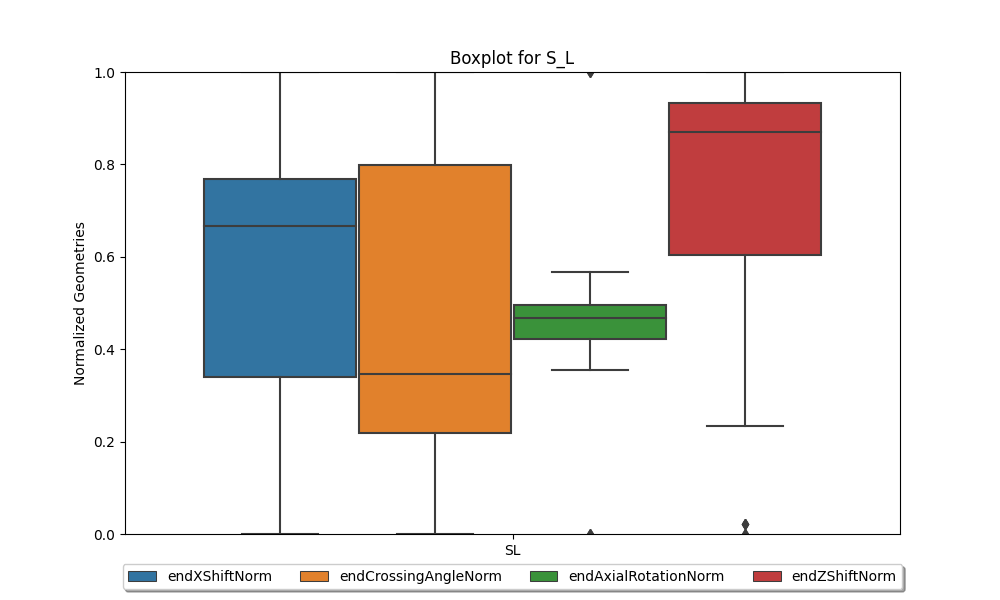 Boxplot for S_L
1.0
0.8
0.6
0.4
0.2
0.0
Normalized Geometries
SL
endXShiftNorm endCrossingAngleNorm endAxialRotationNorm endZShiftNorm